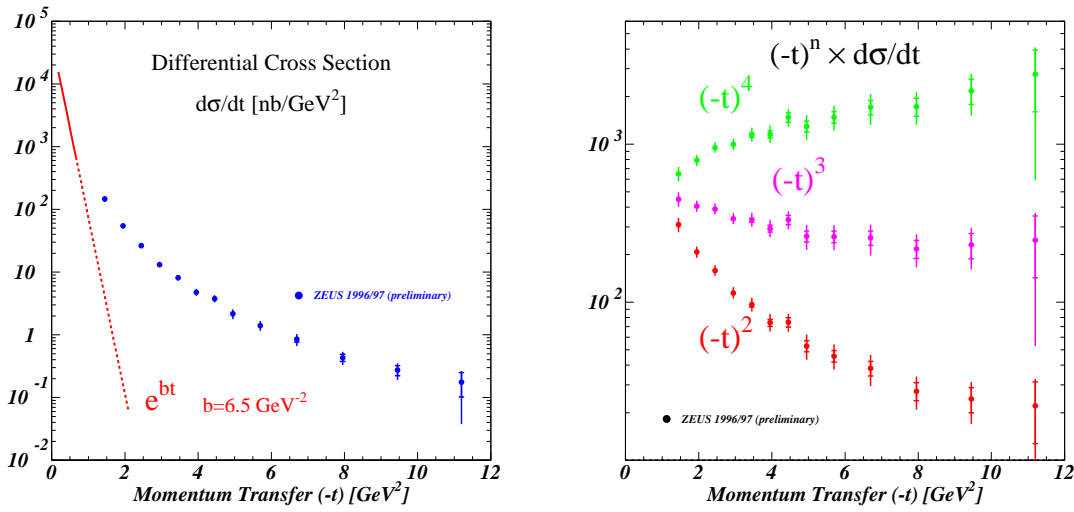 10^5
10^4
10^3
10^2
10
1
10^-1
10^-2
0 2 4 6 8 10 12
Momentum Transfer (-t) [GeV^2]
Differential Cross Section
dσ/dt [nb/GeV^2]
ZEUS 1996/97 (preliminary)
e^bt
b=6.5 GeV^-2
10^3
10^2
0 2 4 6 8 10 12
Momentum Transfer (-t) [GeV^2]
(-t)^n × dσ/dt
(-t)^4
(-t)^3
(-t)^2
ZEUS 1996/97 (preliminary)